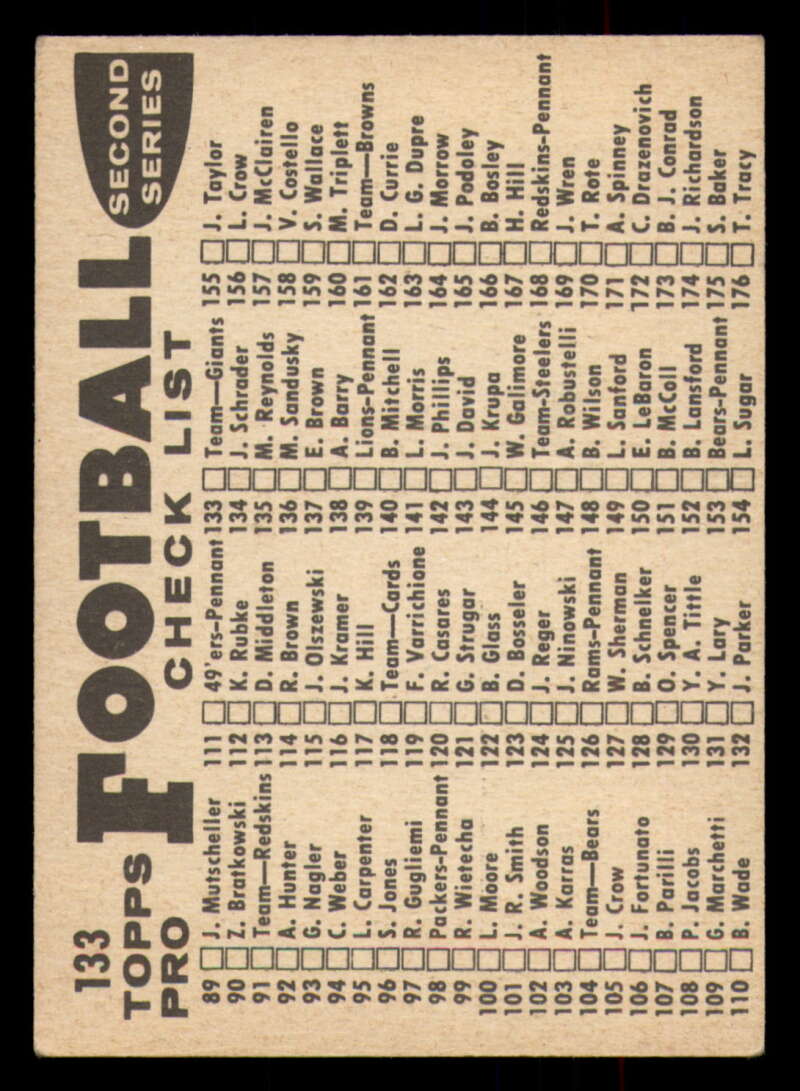 133
TOPPS PRO FOOTBALL
CHECK LIST
SECOND SERIES
89 J. Mutscheller
90 Z. Bratkowski
91 Team—Redskins
92 A. Hunter
93 G. Nagler
94 C. Weber
95 L. Carpenter
96 S. Jones
97 R. Gugliemi
98 Packers-Pennant
99 R. Wietecha
100 L. Moore
101 J. R. Smith
102 A. Woodson
103 A. Karras
104 Team—Bears
105 J. Crow
106 J. Fortunato
107 B. Parilli
108 P. Jacobs
109 G. Marchetti
110 B. Wade
111 49'ers-Pennant
112 K. Rubke
113 D. Middleton
114 R. Brown
115 J. Olszewski
116 J. Kramer
117 K. Hill
118 Team—Cards
119 F. Varrichione
120 R. Casares
121 G. Strugar
122 B. Glass
123 D. Bosseler
124 J. Reger
125 J. Ninowski
126 Rams-Pennant
127 W. Sherman
128 B. Schnelker
129 O. Spencer
130 Y. A. Tittle
131 Y. Lary
132 J. Parker
133 Team—Giants
134 J. Schrader
135 M. Reynolds
136 M. Sandusky
137 E. Brown
138 A. Barry
139 Lions-Pennant
140 B. Mitchell
141 L. Morris
142 J. Phillips
143 J. David
144 J. Krupa
145 W. Galimore
146 Team-Steelers
147 A. Robustelli
148 B. Wilson
149 L. Sanford
150 E. LeBaron
151 B. McColl
152 B. Lansford
153 Bears-Pennant
154 L. Sugar
155 J. Taylor
156 L. Crow
157 J. McClairen
158 V. Costello
159 S. Wallace
160 M. Triplett
161 Team—Browns
162 D. Currie
163 L. G. Dupre
164 J. Morrow
165 J. Podoley
166 B. Bosley
167 H. Hill
168 Redskins-Pennant
169 J. Wren
170 T. Rote
171 A. Spinney
172 C. Drazenovich
173 B. J. Conrad
174 J. Richardson
175 S. Baker
176 T. Tracy